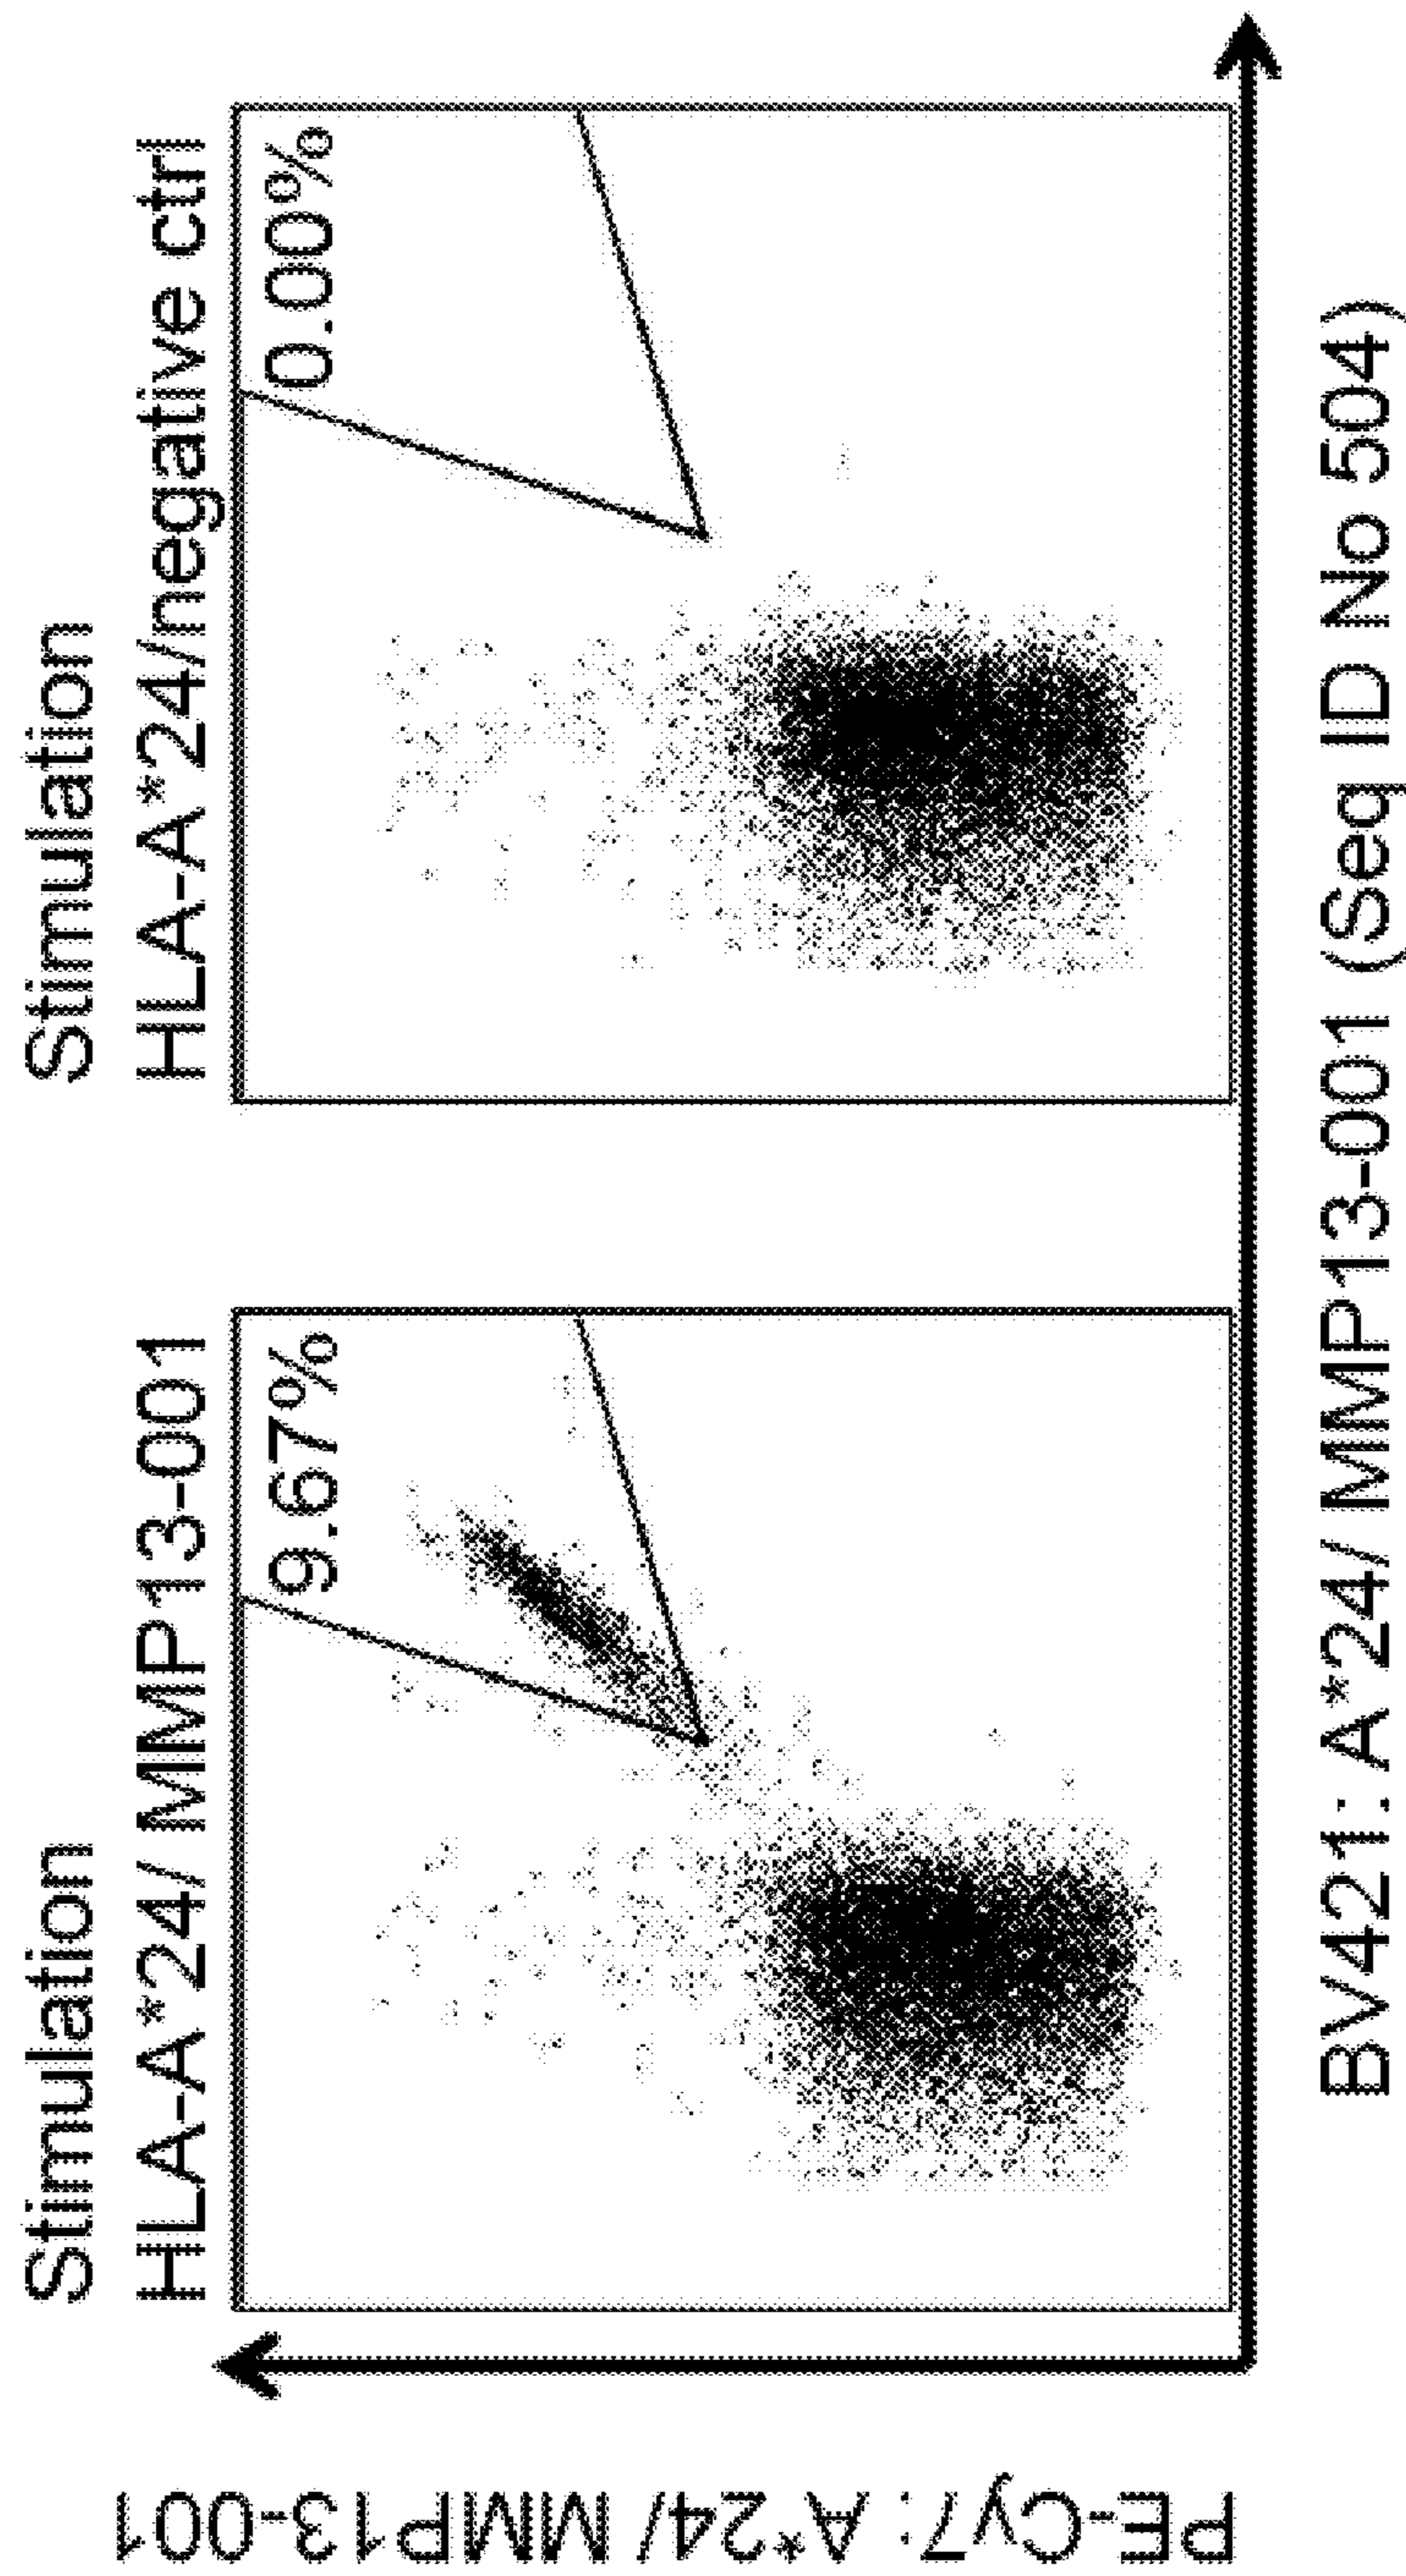 Stimulation
HLA-A*24/ MMP13-001
9.67%
Stimulation
HLA-A*24/negative ctrl
0.00%
PE-Cy7: A*24/ MMP13-001
BV421: A*24/ MMP13-001 (Seq ID No 504)